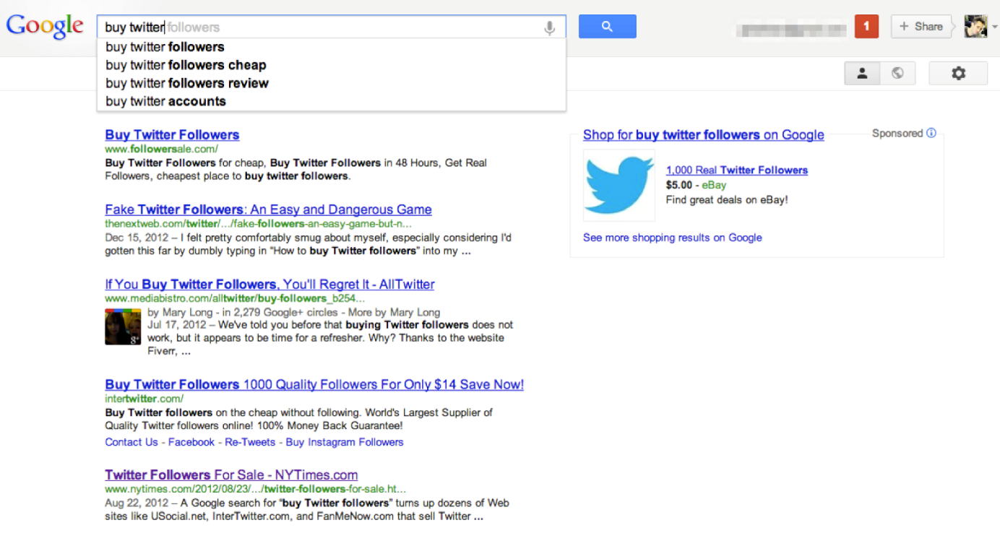 Google
buy twitter followers
1
+ Share
buy twitter followers
buy twitter followers cheap
buy twitter followers review
buy twitter accounts
Buy Twitter Followers
www.followersale.com/
Buy Twitter Followers for cheap, Buy Twitter Followers in 48 Hours, Get Real
Followers, cheapest place to buy twitter followers.
Fake Twitter Followers: An Easy and Dangerous Game
thenextweb.com/twitter/.../fake-followers-an-easy-game-but-n...
Dec 15, 2012 – I felt pretty comfortably smug about myself, especially considering I'd
gotten this far by dumbly typing in “How to buy Twitter followers” into my ...
If You Buy Twitter Followers, You'll Regret It - AllTwitter
www.mediabistro.com/alltwitter/buy-followers_b254...
by Mary Long - in 2,279 Google+ circles - More by Mary Long
Jul 17, 2012 – We've told you before that buying Twitter followers does not
work, but it appears to be time for a refresher. Why? Thanks to the website
Fiverr, ...
g+
Buy Twitter Followers 1000 Quality Followers For Only $14 Save Now!
intertwitter.com/
Buy Twitter followers on the cheap without following. World's Largest Supplier of
Quality Twitter followers online! 100% Money Back Guarantee!
Contact Us - Facebook - Re-Tweets - Buy Instagram Followers
Twitter Followers For Sale - NYTimes.com
www.nytimes.com/2012/08/23/.../twitter-followers-for-sale.ht...
Aug 22, 2012 – A Google search for “buy Twitter followers” turns up dozens of Web
sites like USocial.net, InterTwitter.com, and FanMeNow.com that sell Twitter ...
Shop for buy twitter followers on Google
Sponsored
1,000 Real Twitter Followers
$5.00 - eBay
Find great deals on eBay!
See more shopping results on Google